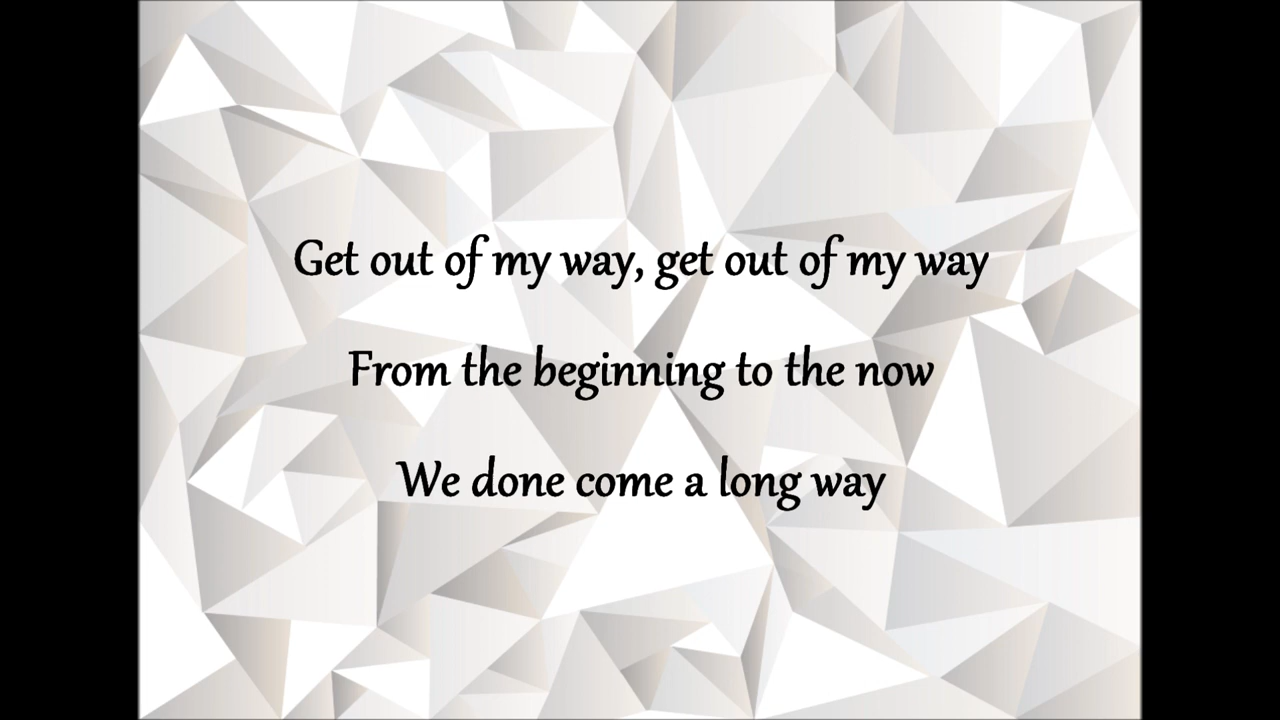 Get out of my way, get out of my way
From the beginning to the now
We done come a long way